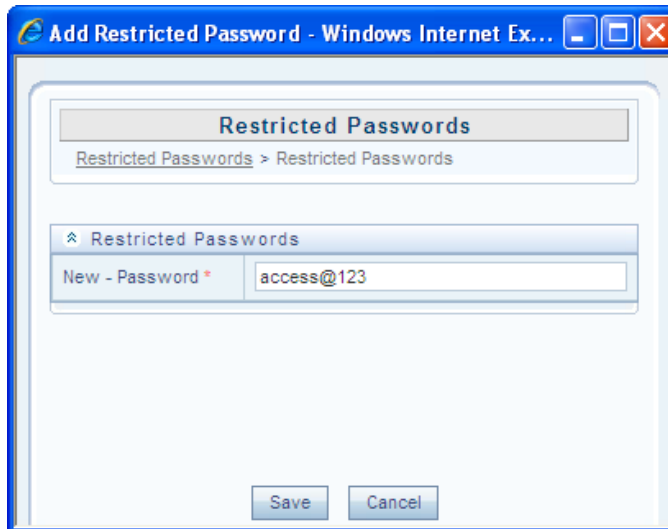 Add Restricted Password - Windows Internet Ex...
Restricted Passwords
Restricted Passwords > Restricted Passwords
Restricted Passwords
New - Password * access@123
Save Cancel